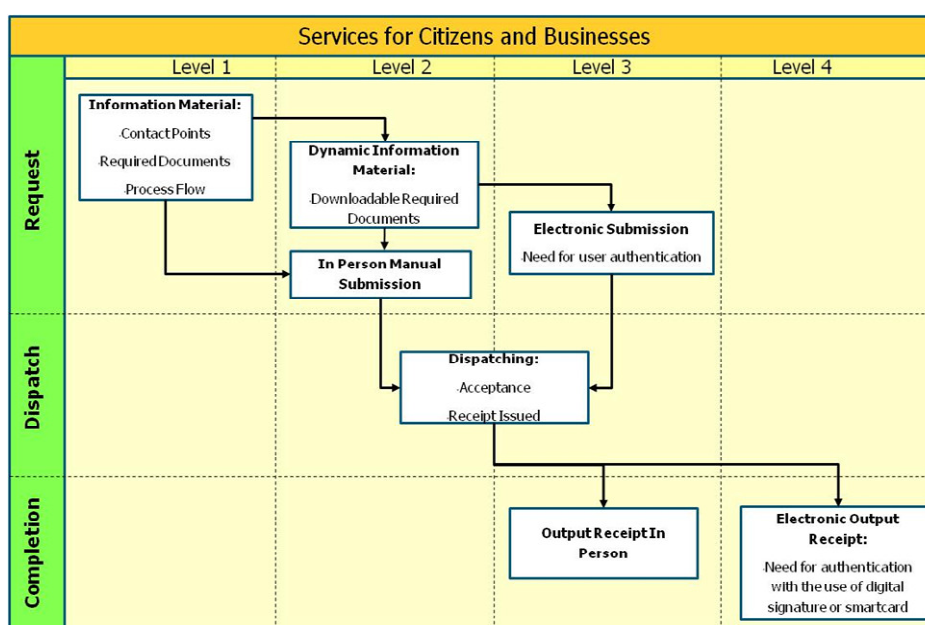 Services for Citizens and Businesses
Level 1
Level 2
Level 3
Level 4
Request
Information Material:
.Contact Points
.Required Documents
.Process Flow
Dynamic Information
Material:
.Downloadable Required
Documents
In Person Manual
Submission
Electronic Submission
.Need for user authentication
Dispatch
Dispatching:
.Acceptance
.Receipt Issued
Completion
Output Receipt In
Person
Electronic Output
Receipt:
.Need for authentication
with the use of digital
signature or smartcard